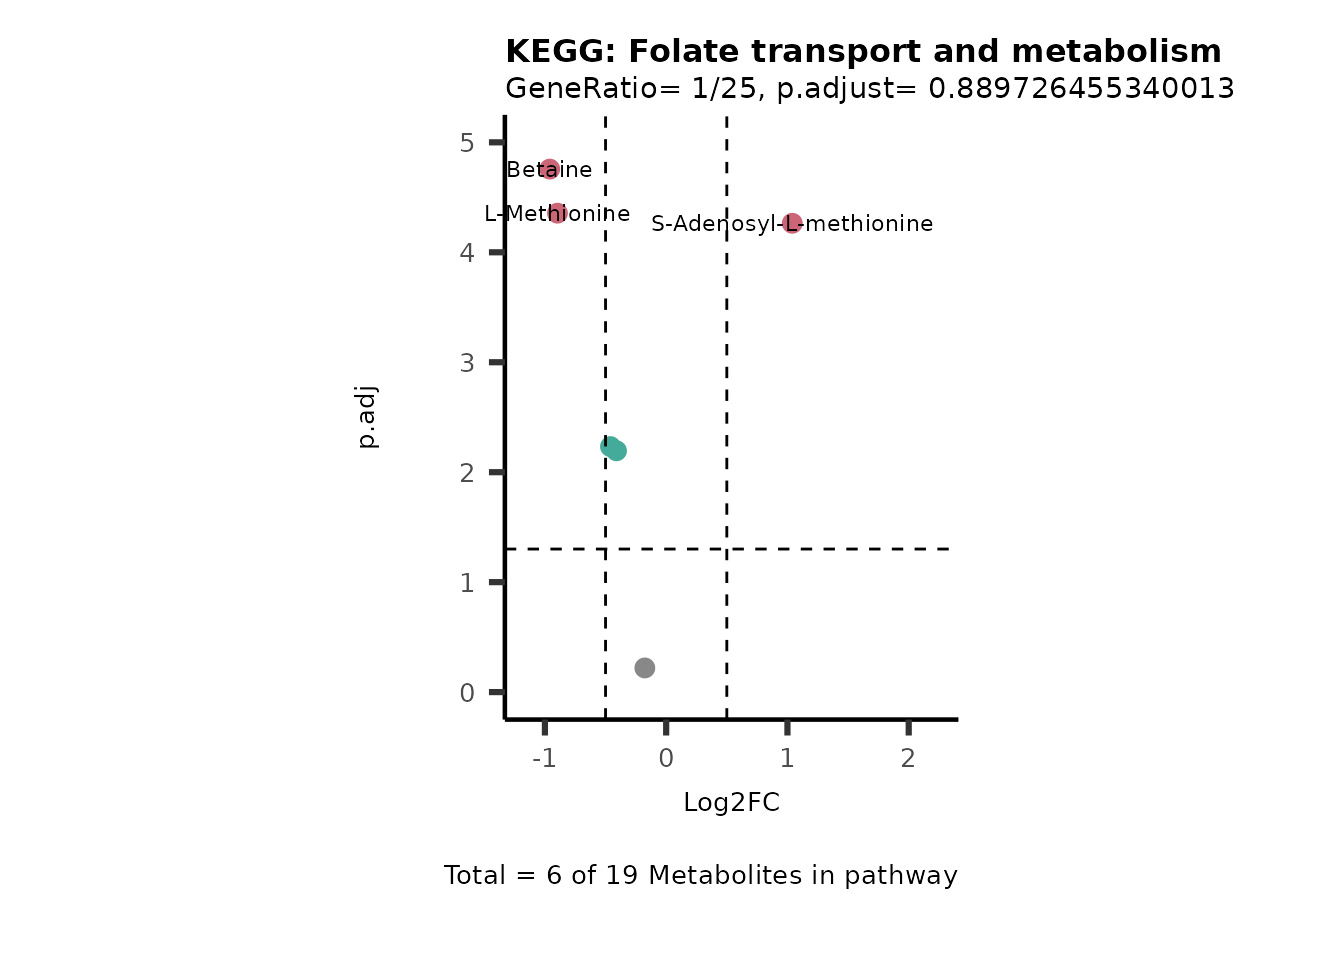 KEGG: Folate transport and metabolism
GeneRatio= 1/25, p.adjust= 0.889726455340013
5
Betaine
L-Methionine
S-Adenosyl-L-methionine
4
3
p.adj
2
1
0
-1 0 1 2
Log2FC
Total = 6 of 19 Metabolites in pathway